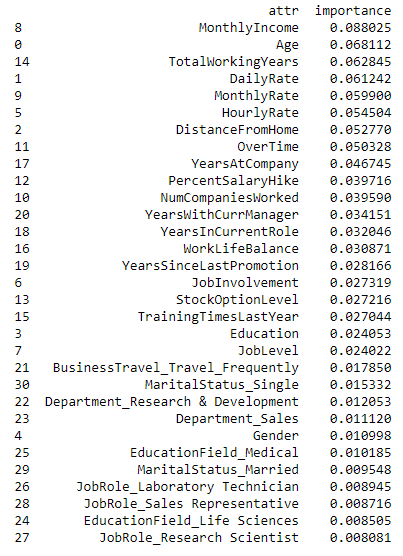 attr importance
8 MonthlyIncome 0.088025
0 Age 0.068112
14 TotalWorkingYears 0.062845
1 DailyRate 0.061242
9 MonthlyRate 0.059900
5 HourlyRate 0.054504
2 DistanceFromHome 0.052770
11 OverTime 0.050328
17 YearsAtCompany 0.046745
12 PercentSalaryHike 0.039716
10 NumCompaniesWorked 0.039590
20 YearsWithCurrManager 0.034151
18 YearsInCurrentRole 0.032046
16 WorkLifeBalance 0.030871
19 YearsSinceLastPromotion 0.028166
6 JobInvolvement 0.027319
13 StockOptionLevel 0.027216
15 TrainingTimesLastYear 0.027044
3 Education 0.024053
7 JobLevel 0.024022
21 BusinessTravel_Travel_Frequently 0.017850
30 MaritalStatus_Single 0.015332
22 Department_Research & Development 0.012053
23 Department_Sales 0.011120
4 Gender 0.010998
25 EducationField_Medical 0.010185
29 MaritalStatus_Married 0.009548
26 JobRole_Laboratory Technician 0.008945
28 JobRole_Sales Representative 0.008716
24 EducationField_Life Sciences 0.008505
27 JobRole_Research Scientist 0.008081